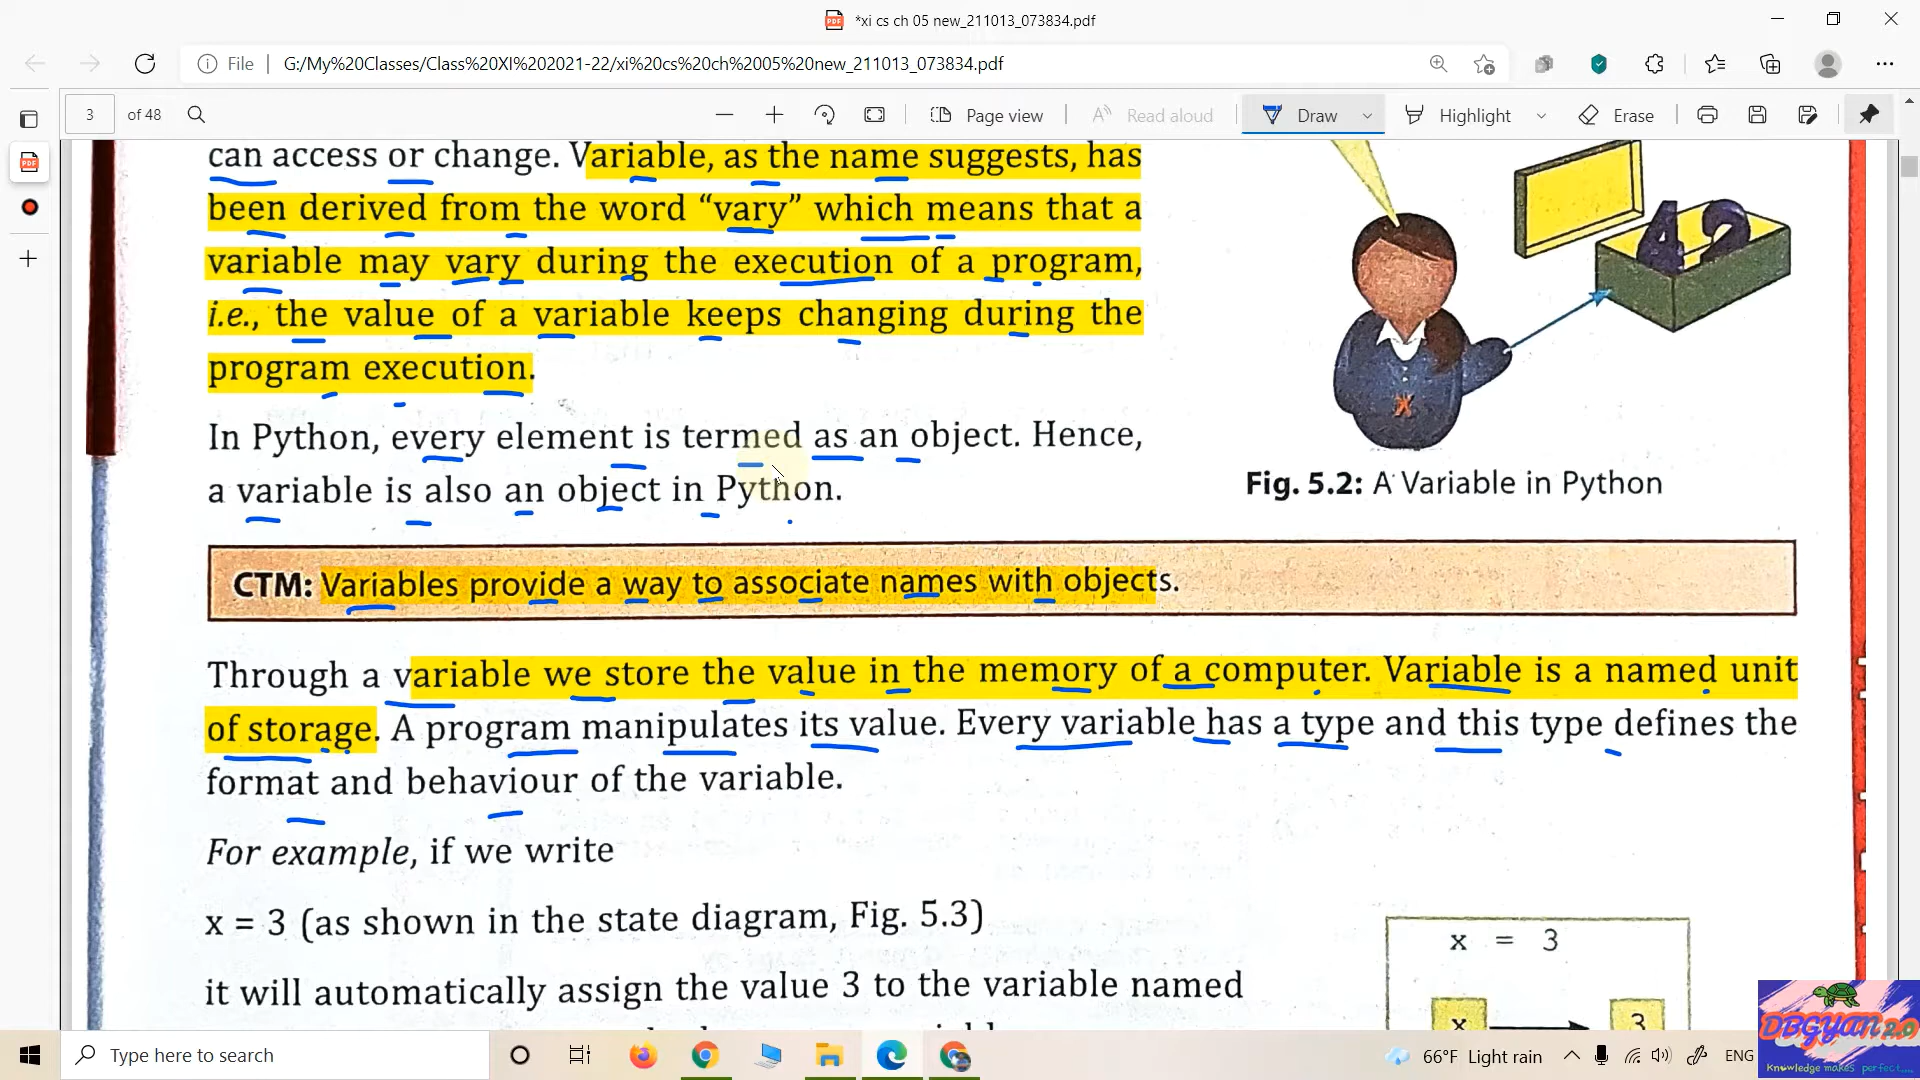 *xi cs ch 05 new_211013_073834.pdf
File
G:/My%20Classes/Class%20XI%202021-22/xi%20cs%20ch%2005%20new_211013_073834.pdf
3 of 48
Page view
Read aloud
Draw
Highlight
Erase
can access or change. Variable, as the name suggests, has
been derived from the word “vary” which means that a
variable may vary during the execution of a program,
i.e., the value of a variable keeps changing during the
program execution.
In Python, every element is termed as an object. Hence,
a variable is also an object in Python.
42
Fig. 5.2: A Variable in Python
CTM: Variables provide a way to associate names with objects.
Through a variable we store the value in the memory of a computer. Variable is a named unit
of storage. A program manipulates its value. Every variable has a type and this type defines the
format and behaviour of the variable.
For example, if we write
x = 3 (as shown in the state diagram, Fig. 5.3)
it will automatically assign the value 3 to the variable named
x = 3
x 3
DBGyan 2.0
Knowledge makes perfect....
Type here to search
66°F Light rain
ENG